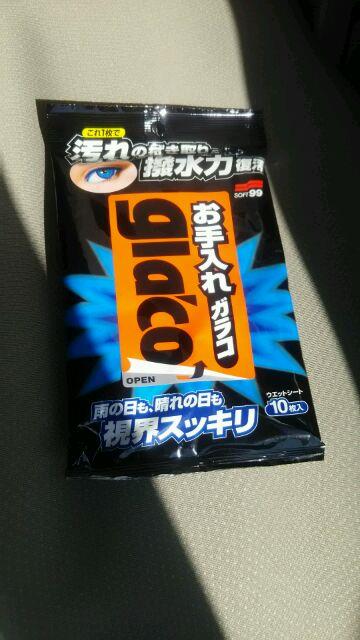 これ1枚で
汚れの拭き取り
撥水力復活
SOFT99
お手入れガラコ
glaco
OPEN
雨の日も、晴れの日も
視界スッキリ
ウエットシート
10枚入